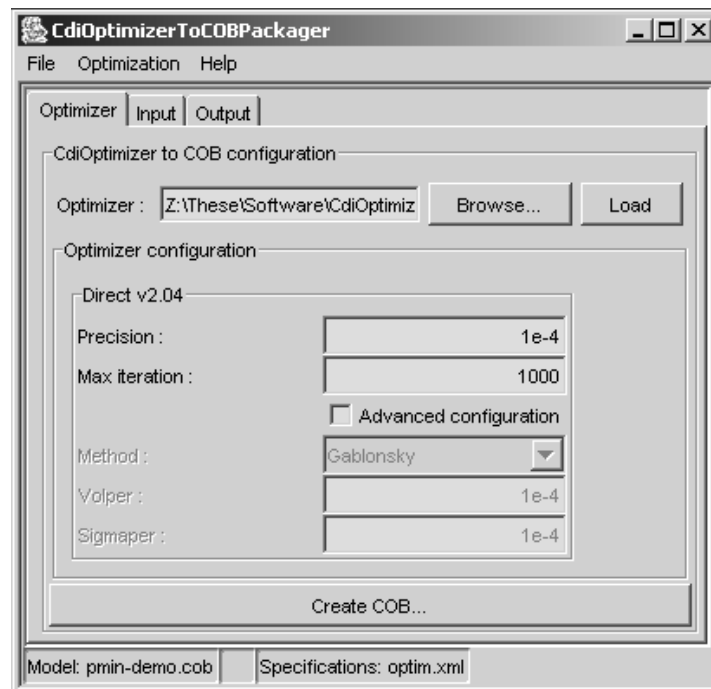 CdiOptimizerToCOBPackager
File Optimization Help
Optimizer Input Output
CdiOptimizer to COB configuration
Optimizer : Z:\These\Software\CdiOptimiz Browse... Load
Optimizer configuration
Direct v2.04
Precision : 1e-4
Max iteration : 1000
Advanced configuration
Method : Gablonsky
Volper : 1e-4
Sigmaper : 1e-4
Create COB...
Model: pmin-demo.cob Specifications: optim.xml